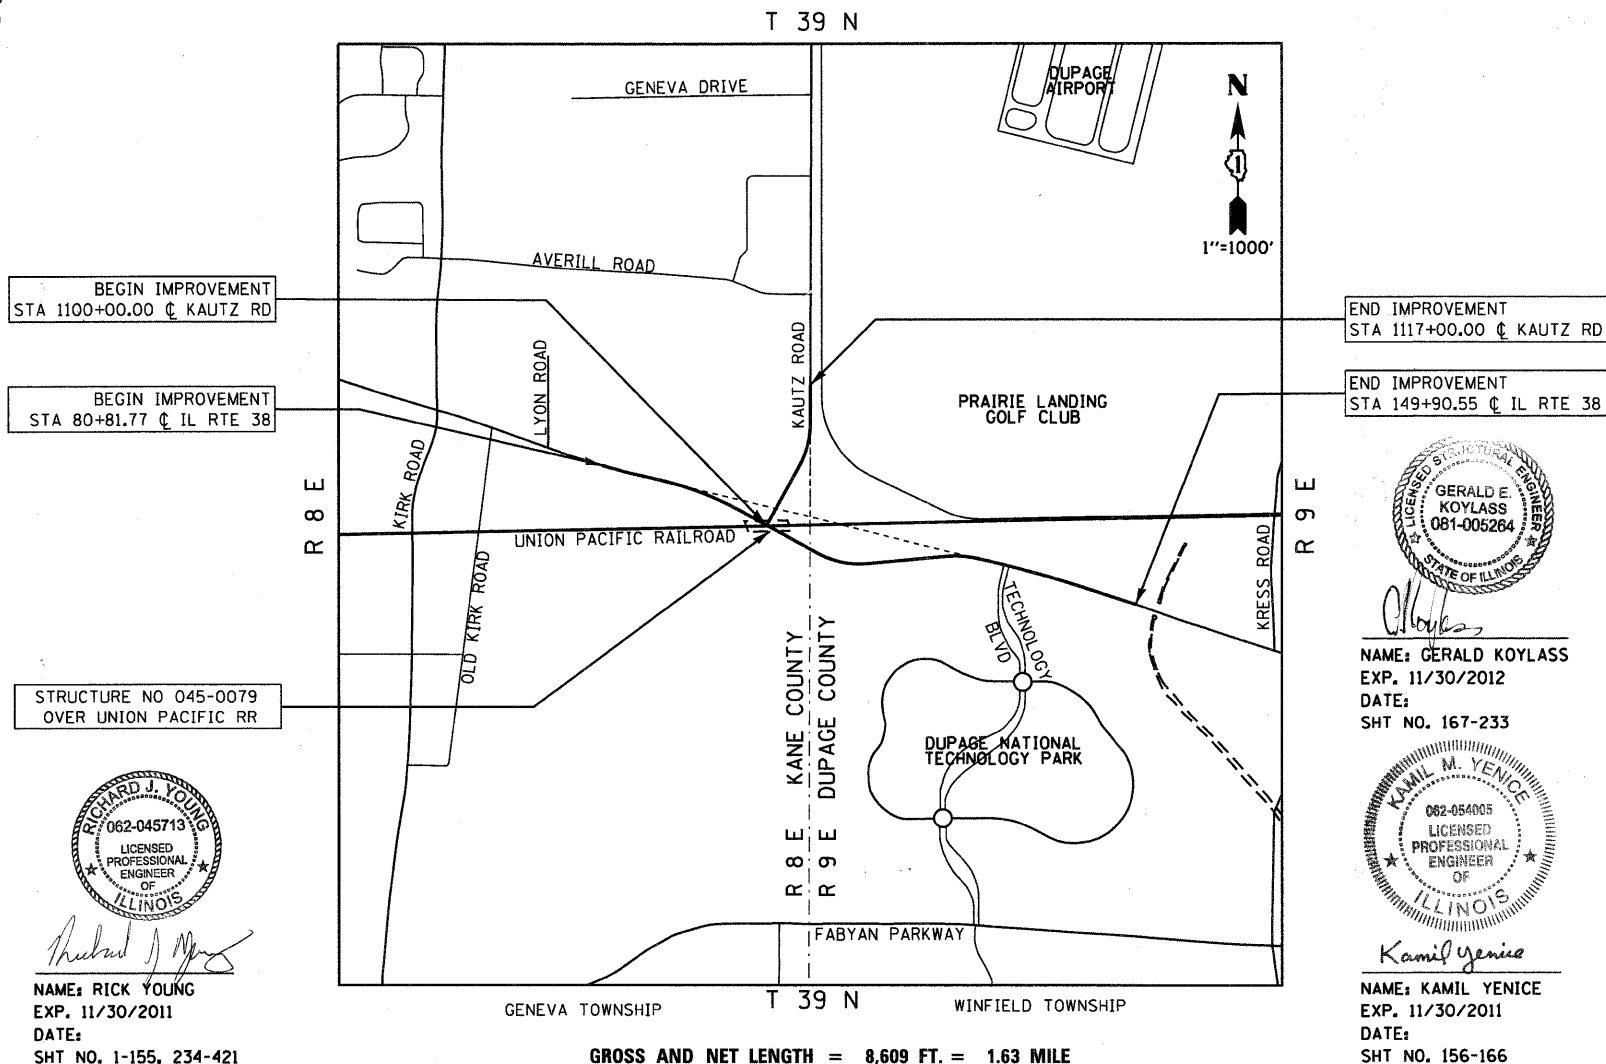 T 39 N
GENEVA DRIVE
DUPAGE
AIRPORT
N
1
1"=1000'
AVERILL ROAD
BEGIN IMPROVEMENT
STA 1100+00.00 ℄ KAUTZ RD
END IMPROVEMENT
STA 1117+00.00 ℄ KAUTZ RD
LYON ROAD
KAUTZ ROAD
BEGIN IMPROVEMENT
STA 80+81.77 ℄ IL RTE 38
END IMPROVEMENT
STA 149+90.55 ℄ IL RTE 38
PRAIRIE LANDING
GOLF CLUB
KIRK ROAD
R 8 E
R 9 E
UNION PACIFIC RAILROAD
OLD KIRK ROAD
KRESS ROAD
TECHNOLOGY
BLVD
LICENSED STRUCTURAL ENGINEER
GERALD E.
KOYLASS
081-005264
STATE OF ILLINOIS
NAME: GERALD KOYLASS
EXP. 11/30/2012
DATE:
SHT NO. 167-233
STRUCTURE NO 045-0079
OVER UNION PACIFIC RR
R 8 E KANE COUNTY
R 9 E DUPAGE COUNTY
DUPAGE NATIONAL
TECHNOLOGY PARK
RICHARD J. YOUNG
062-045713
LICENSED
PROFESSIONAL
ENGINEER
OF
ILLINOIS
Richard J Young
NAME: RICK YOUNG
EXP. 11/30/2011
DATE:
SHT NO. 1-155, 234-421
KAMIL M. YENICE
062-054005
LICENSED
PROFESSIONAL
ENGINEER
OF
ILLINOIS
Kamil Yenice
NAME: KAMIL YENICE
EXP. 11/30/2011
DATE:
SHT NO. 156-166
FABYAN PARKWAY
GENEVA TOWNSHIP
T 39 N
WINFIELD TOWNSHIP
GROSS AND NET LENGTH = 8,609 FT. = 1.63 MILE